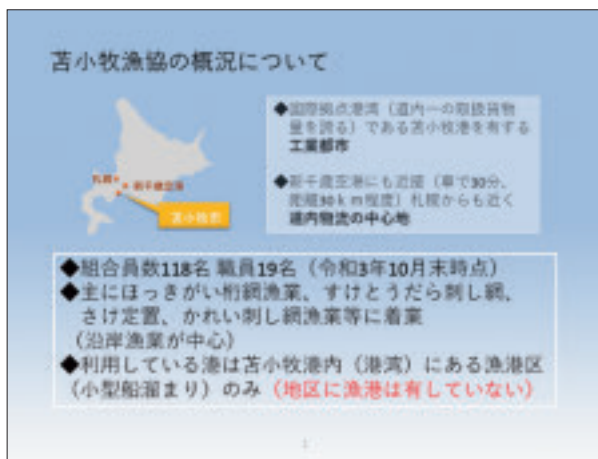 苫小牧漁協の概況について
◆国際拠点港湾（道内一の取扱貨物
量を誇る）である苫小牧港を有する
工業都市
◆新千歳空港にも近接（車で30分、
距離30ｋｍ程度）札幌からも近く
道内物流の中心地
札幌
新千歳空港
苫小牧市
◆組合員数118名 職員19名（令和3年10月末時点）
◆主にほっきがい桁網漁業、すけとうだら刺し網、
さけ定置、かれい刺し網漁業等に着業
（沿岸漁業が中心）
◆利用している港は苫小牧港内（港湾）にある漁港区
（小型船溜まり）のみ（地区に漁港は有していない）